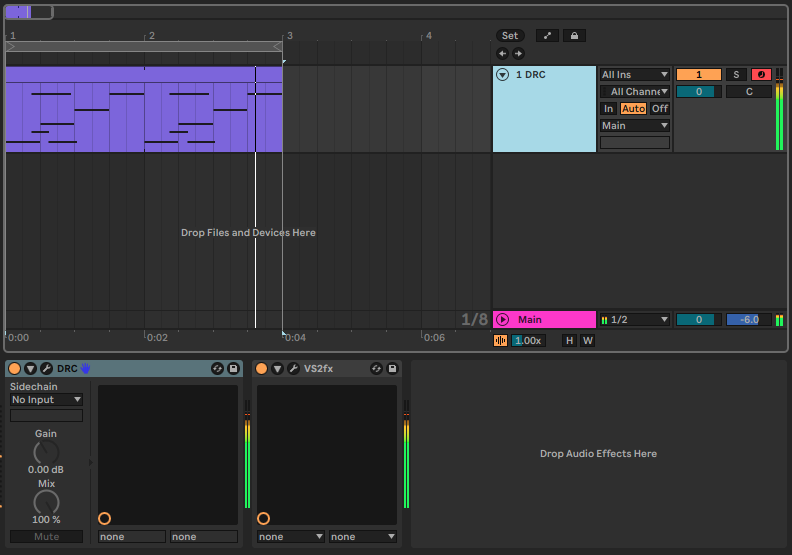 1 2 3 4 Set
1 DRC All Ins 1 S
All Channe 0 C
In Auto Off
Main
Drop Files and Devices Here
1/8 Main 1/2 0 -6.0
0:00 0:02 0:04 0:06 1.00x H W
DRC VS2fx
Sidechain
No Input
Gain
0.00 dB
Mix
100 %
Mute none none none none
Drop Audio Effects Here